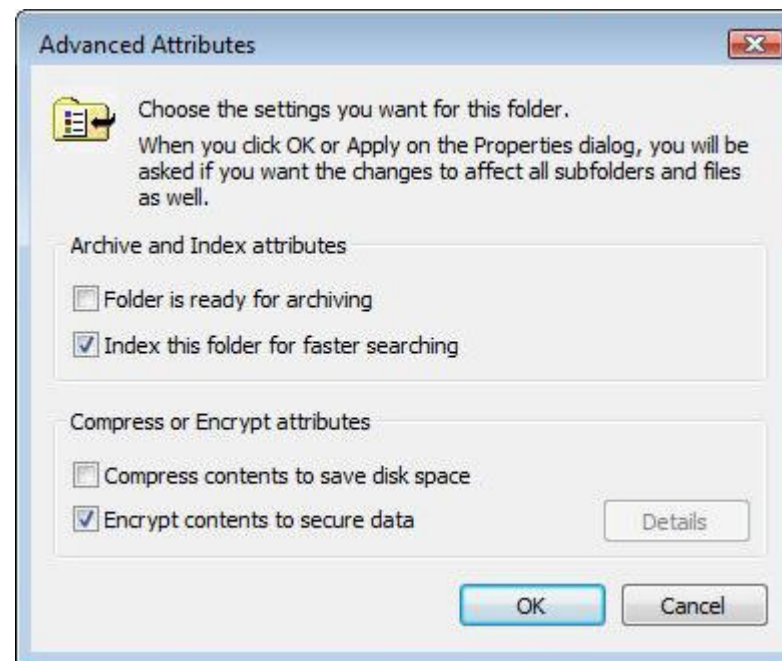 Advanced Attributes
Choose the settings you want for this folder.
When you click OK or Apply on the Properties dialog, you will be
asked if you want the changes to affect all subfolders and files
as well.
Archive and Index attributes
Folder is ready for archiving
Index this folder for faster searching
Compress or Encrypt attributes
Compress contents to save disk space
Encrypt contents to secure data
Details
OK
Cancel